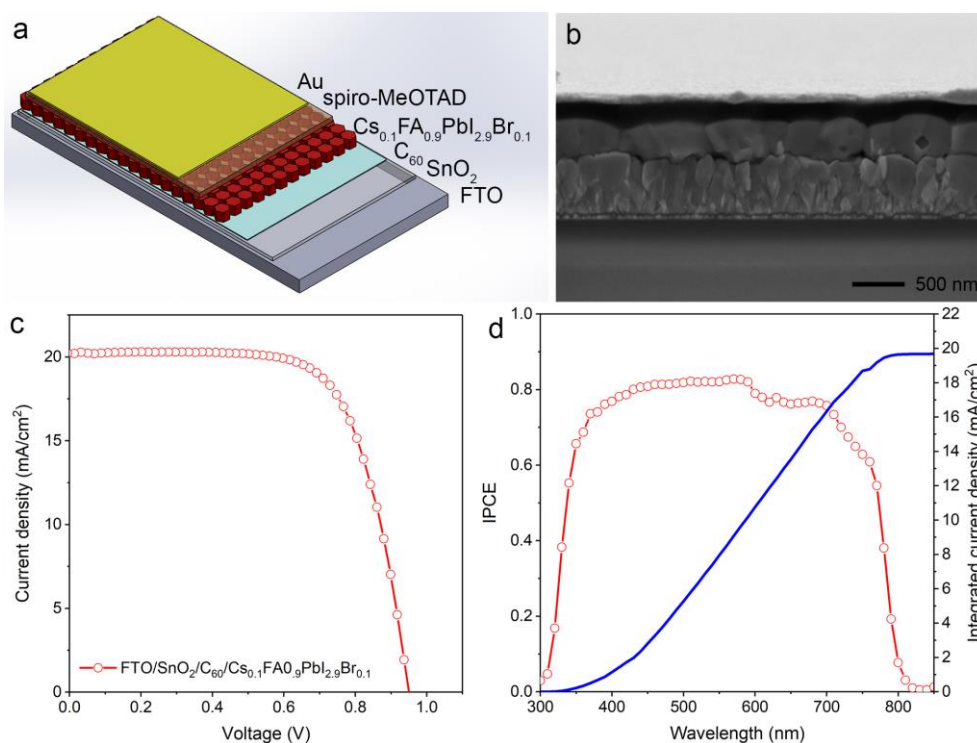 a
Au
spiro-MeOTAD
Cs₀.₁FA₀.₉PbI₂.₉Br₀.₁
C₆₀
SnO₂
FTO
b
500 nm
c
20
15
10
5
0
0.0 0.2 0.4 0.6 0.8 1.0
Current density (mA/cm²)
Voltage (V)
FTO/SnO₂/C₆₀/Cs₀.₁FA0.₉PbI₂.₉Br₀.₁
d
1.0
0.8
0.6
0.4
0.2
0.0
IPCE
300 400 500 600 700 800
Wavelength (nm)
22
20
18
16
14
12
10
8
6
4
2
0
Integrated current density (mA/cm²)